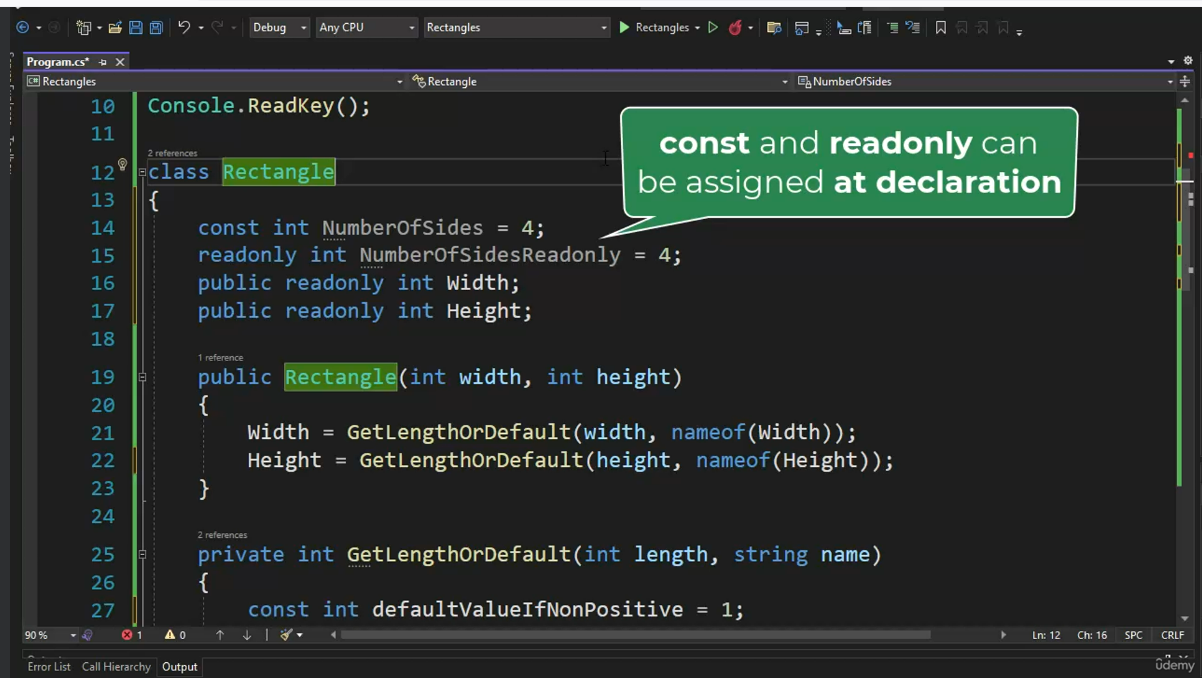 Debug
Any CPU
Rectangles
Rectangles
Program.cs*
Rectangles
Rectangle
NumberOfSides
10 Console.ReadKey();
11
const and readonly can
be assigned at declaration
2 references
12 class Rectangle
13 {
14 const int NumberOfSides = 4;
15 readonly int NumberOfSidesReadonly = 4;
16 public readonly int Width;
17 public readonly int Height;
18
1 reference
19 public Rectangle(int width, int height)
20 {
21 Width = GetLengthOrDefault(width, nameof(Width));
22 Height = GetLengthOrDefault(height, nameof(Height));
23 }
24
2 references
25 private int GetLengthOrDefault(int length, string name)
26 {
27 const int defaultValueIfNonPositive = 1;
90 %
1
0
Ln: 12 Ch: 16 SPC CRLF
Error List Call Hierarchy Output
udemy